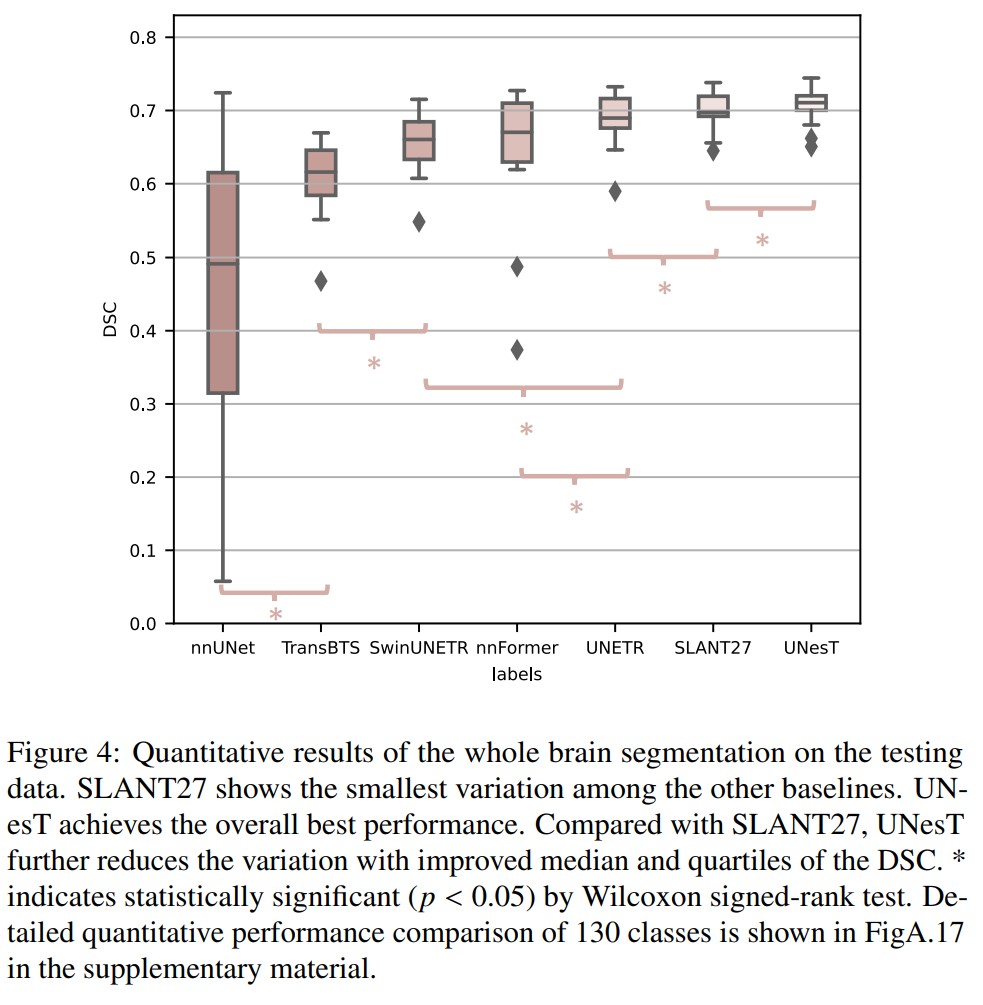 0.8
0.7
0.6
0.5
0.4
0.3
0.2
0.1
0.0
DSC
*
*
*
*
*
*
nnUNet TransBTS SwinUNETR nnFormer UNETR SLANT27 UNesT
labels
Figure 4: Quantitative results of the whole brain segmentation on the testing
data. SLANT27 shows the smallest variation among the other baselines. UN-
esT achieves the overall best performance. Compared with SLANT27, UNesT
further reduces the variation with improved median and quartiles of the DSC. *
indicates statistically significant (p < 0.05) by Wilcoxon signed-rank test. De-
tailed quantitative performance comparison of 130 classes is shown in FigA.17
in the supplementary material.